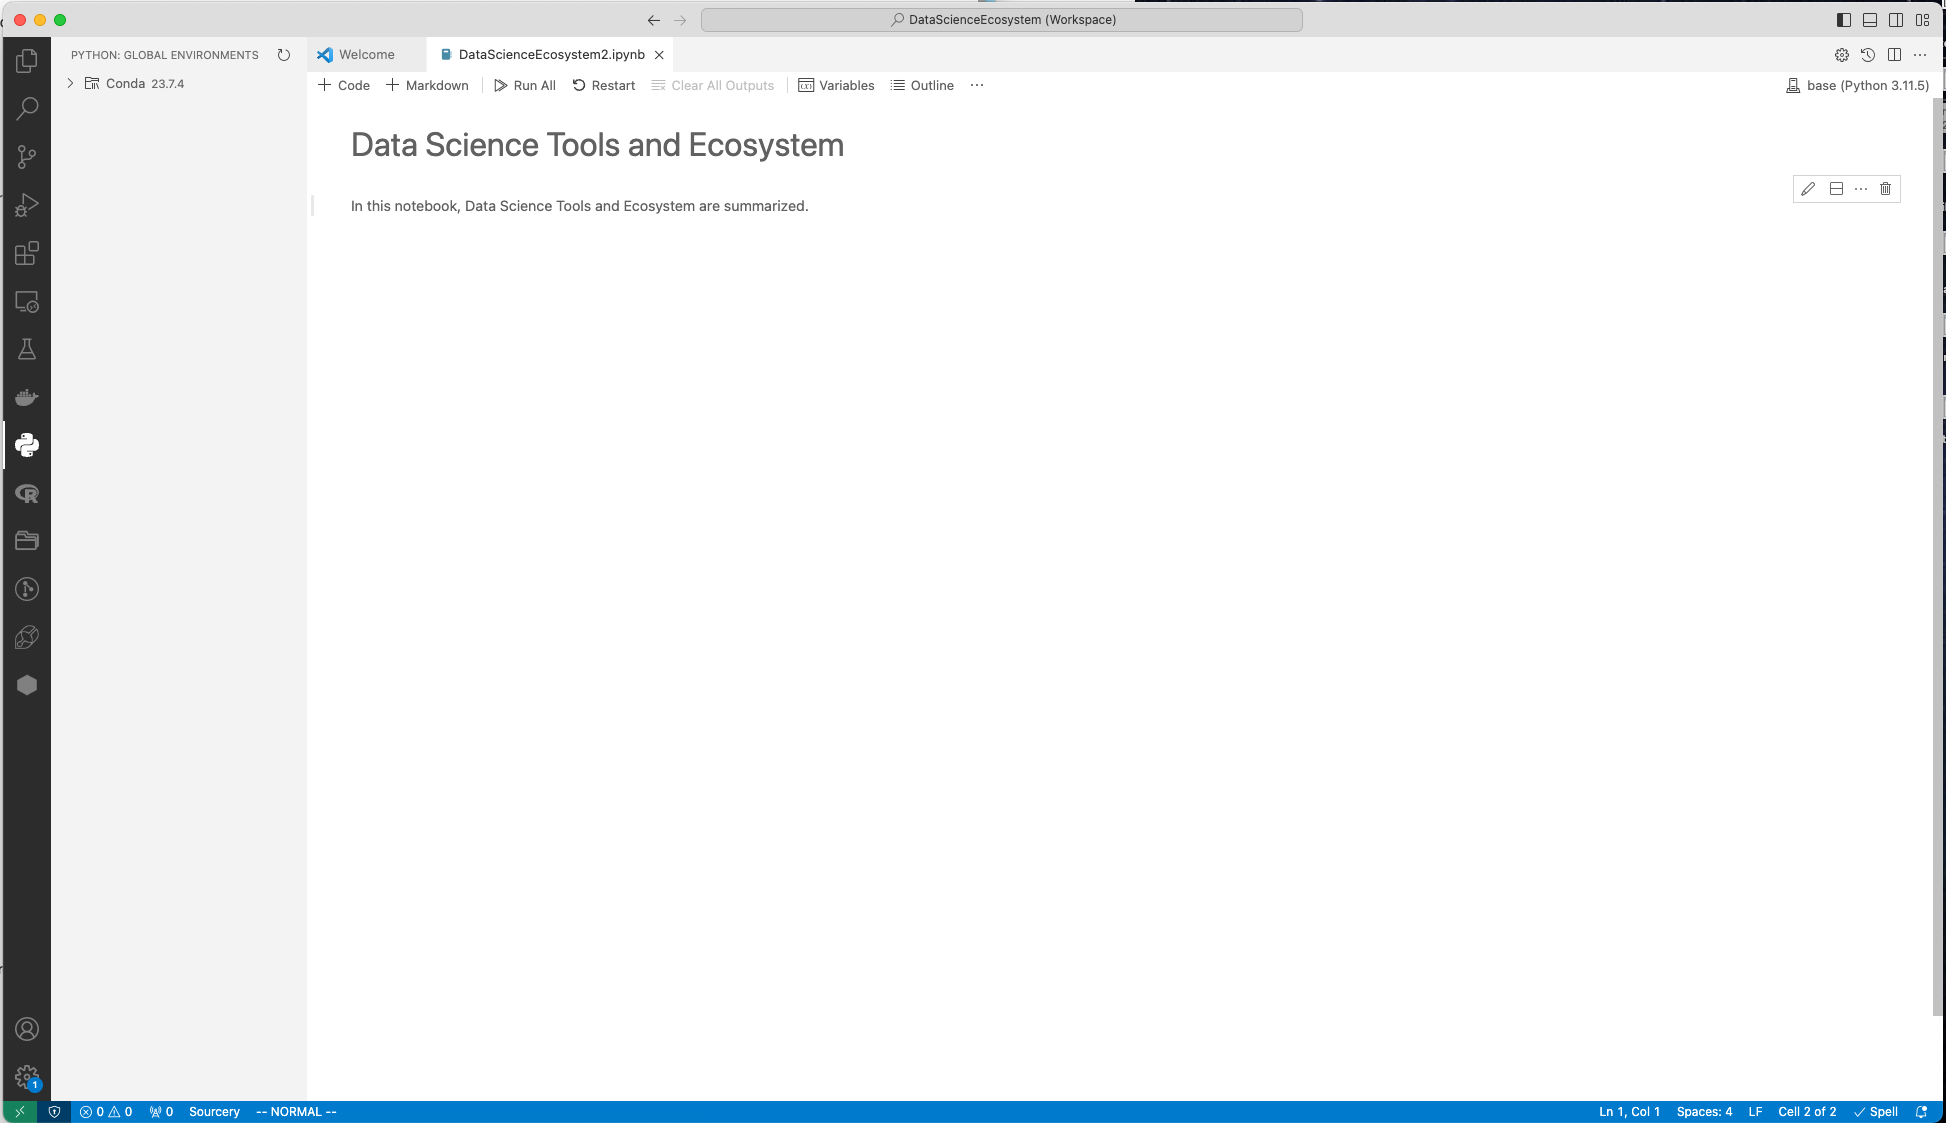 DataScienceEcosystem (Workspace)
PYTHON: GLOBAL ENVIRONMENTS
Welcome
DataScienceEcosystem2.ipynb
Conda 23.7.4
Code
Markdown
Run All
Restart
Clear All Outputs
Variables
Outline
base (Python 3.11.5)
Data Science Tools and Ecosystem
In this notebook, Data Science Tools and Ecosystem are summarized.
1
0 0 0 Sourcery -- NORMAL --
Ln 1, Col 1 Spaces: 4 LF Cell 2 of 2 Spell